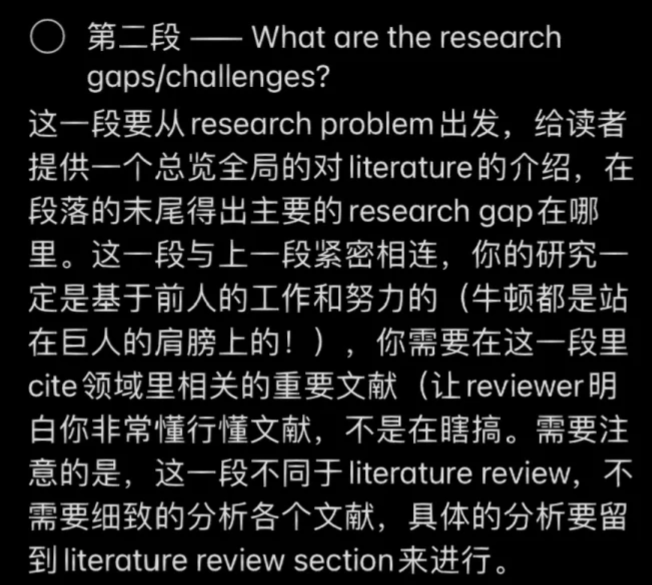 第二段 —— What are the research
gaps/challenges?
这一段要从research problem出发，给读者
提供一个总览全局的对literature的介绍，在
段落的末尾得出主要的research gap在哪
里。这一段与上一段紧密相连，你的研究一
定是基于前人的工作和努力的（牛顿都是站
在巨人的肩膀上的！），你需要在这一段里
cite领域里相关的重要文献（让reviewer明
白你非常懂行懂文献，不是在瞎搞。需要注
意的是，这一段不同于literature review，不
需要细致的分析各个文献，具体的分析要留
到literature review section来进行。